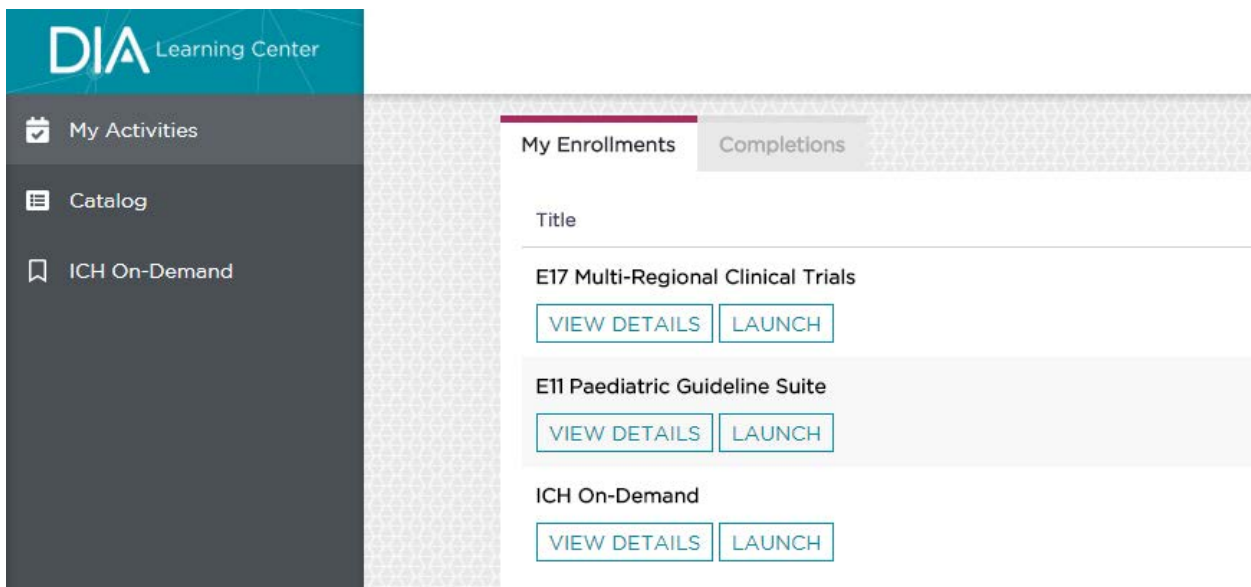 DIA Learning Center
My Activities
Catalog
ICH On-Demand
My Enrollments Completions
Title
E17 Multi-Regional Clinical Trials
VIEW DETAILS LAUNCH
E11 Paediatric Guideline Suite
VIEW DETAILS LAUNCH
ICH On-Demand
VIEW DETAILS LAUNCH